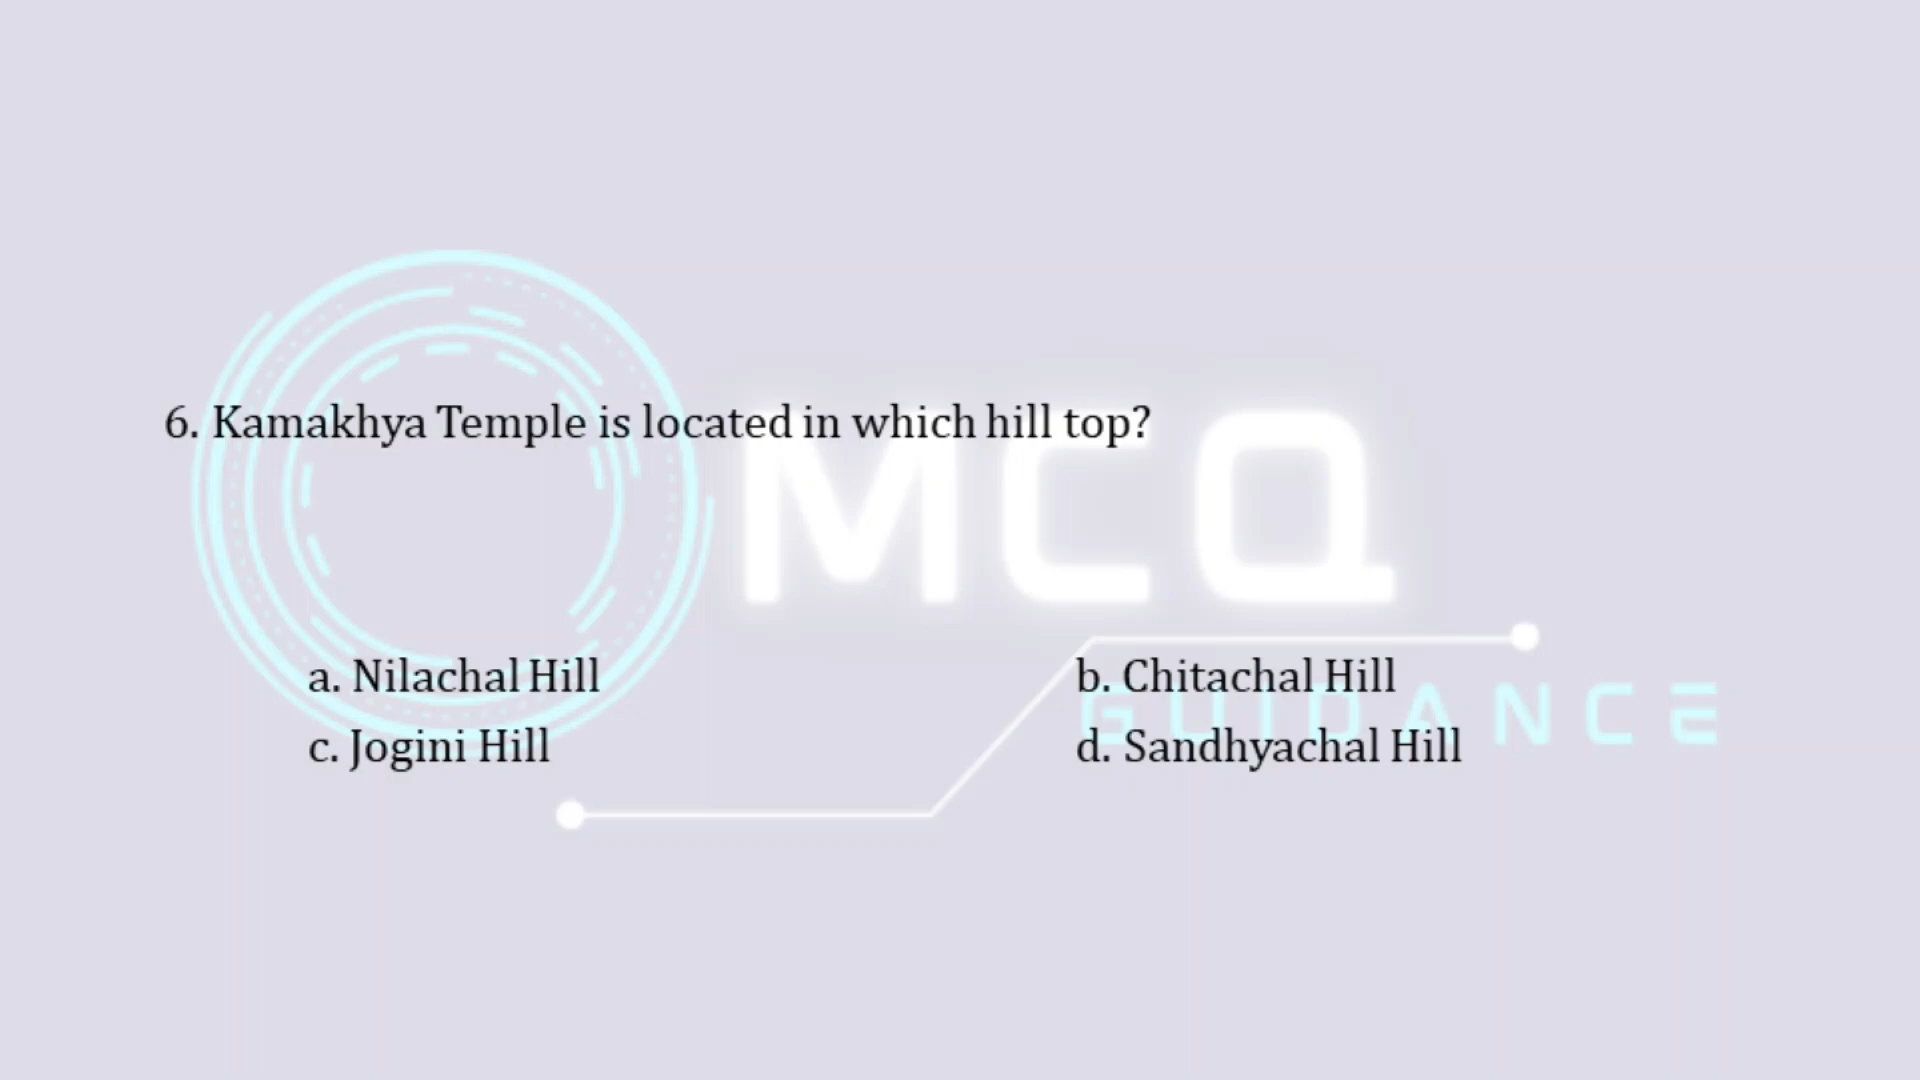 6. Kamakhya Temple is located in which hill top?
MCQ
a. Nilachal Hill
b. Chitachal Hill
GUIDANCE
c. Jogini Hill
d. Sandhyachal Hill